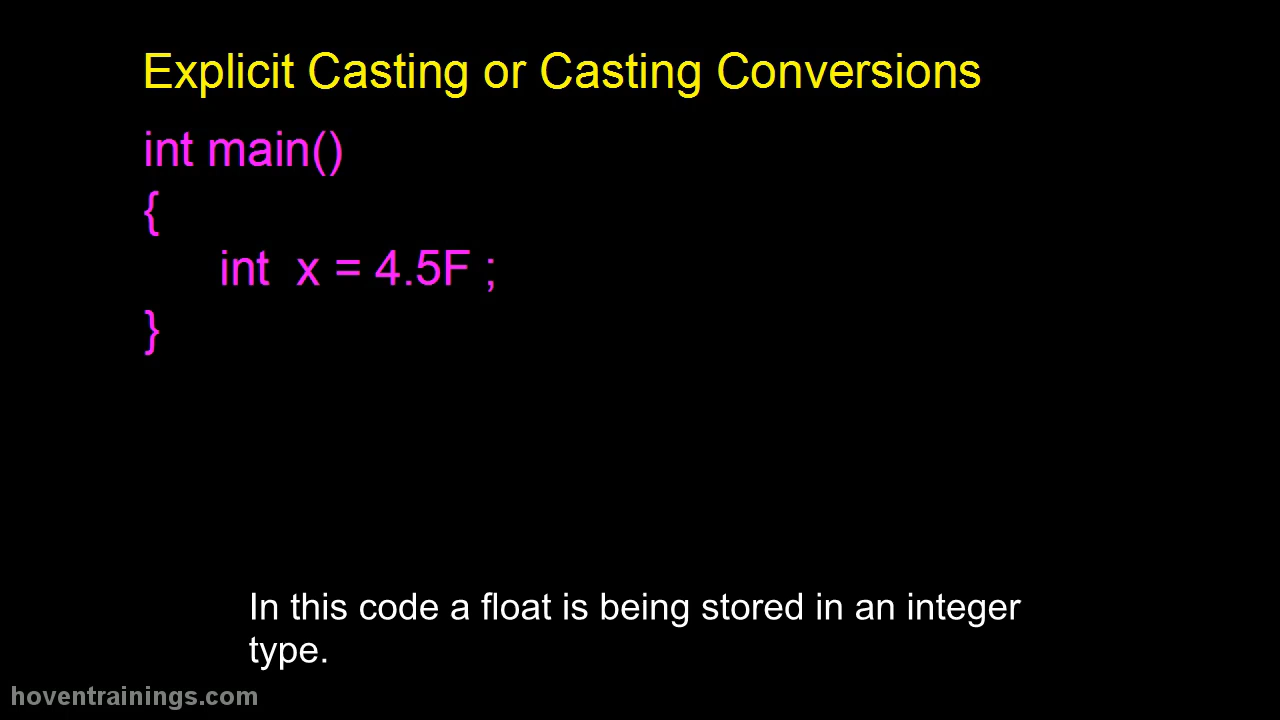 Explicit Casting or Casting Conversions
int main()
{
int  x = 4.5F ;
}
In this code a float is being stored in an integer
type.
hoventrainings.com